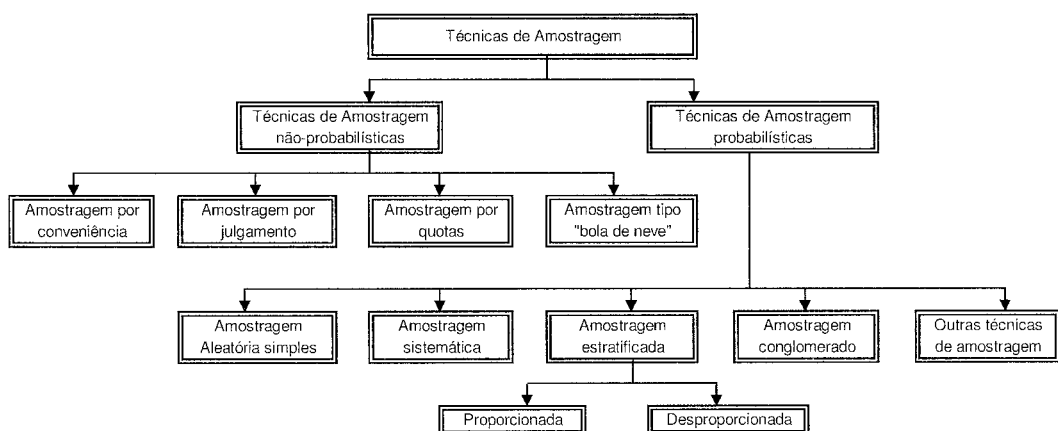 Técnicas de Amostragem
Técnicas de Amostragem
não-probabilísticas
Técnicas de Amostragem
probabilísticas
Amostragem por
conveniência
Amostragem por
julgamento
Amostragem por
quotas
Amostragem tipo
"bola de neve"
Amostragem
Aleatória simples
Amostragem
sistemática
Amostragem
estratificada
Amostragem
conglomerado
Outras técnicas
de amostragem
Proporcionada
Desproporcionada